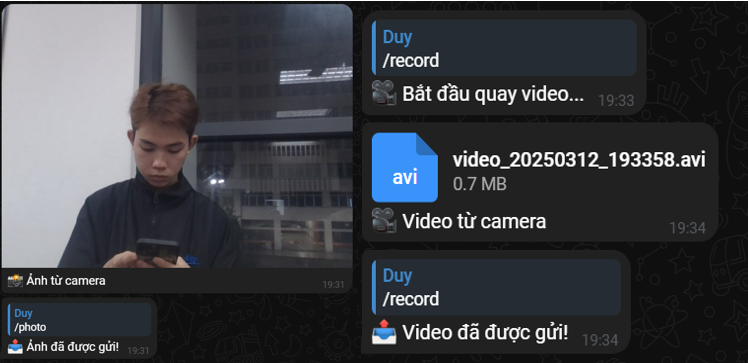 📸 Ảnh từ camera
19:31
Duy
/photo
📤 Ảnh đã được gửi!
19:31
Duy
/record
🎥 Bắt đầu quay video...
19:33
avi
video_20250312_193358.avi
0.7 MB
🎥 Video từ camera
19:34
Duy
/record
📤 Video đã được gửi!
19:34